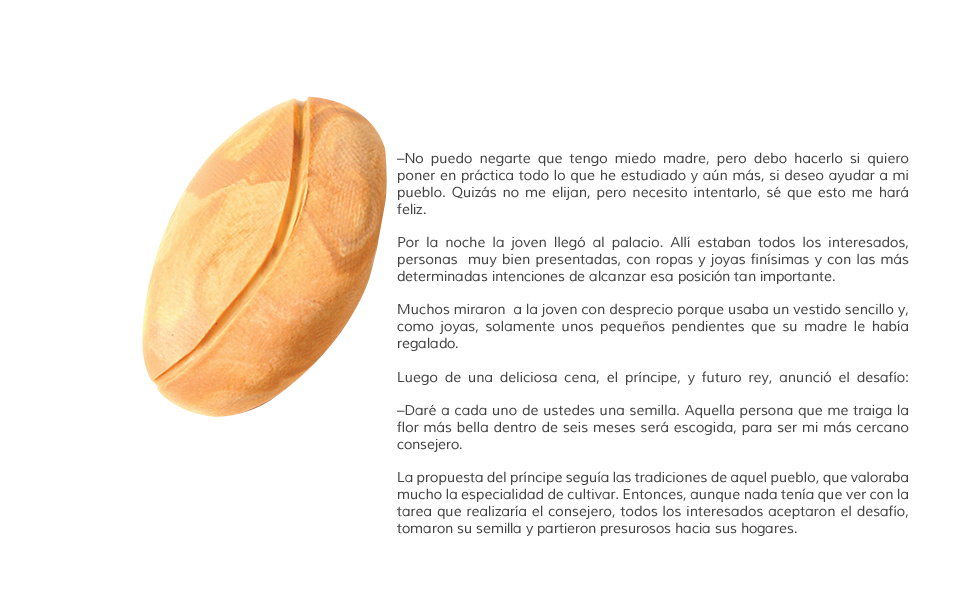 –No puedo negarte que tengo miedo madre, pero debo hacerlo si quiero
poner en práctica todo lo que he estudiado y aún más, si deseo ayudar a mi
pueblo. Quizás no me elijan, pero necesito intentarlo, sé que esto me hará
feliz.
Por la noche la joven llegó al palacio. Allí estaban todos los interesados,
personas  muy bien presentadas, con ropas y joyas finísimas y con las más
determinadas intenciones de alcanzar esa posición tan importante.
Muchos miraron  a la joven con desprecio porque usaba un vestido sencillo y,
como joyas, solamente unos pequeños pendientes que su madre le había
regalado.
Luego de una deliciosa cena, el príncipe, y futuro rey, anunció el desafío:
–Daré a cada uno de ustedes una semilla. Aquella persona que me traiga la
flor más bella dentro de seis meses será escogida, para ser mi más cercano
consejero.
La propuesta del príncipe seguía las tradiciones de aquel pueblo, que valoraba
mucho la especialidad de cultivar. Entonces, aunque nada tenía que ver con la
tarea que realizaría el consejero, todos los interesados aceptaron el desafío,
tomaron su semilla y partieron presurosos hacia sus hogares.